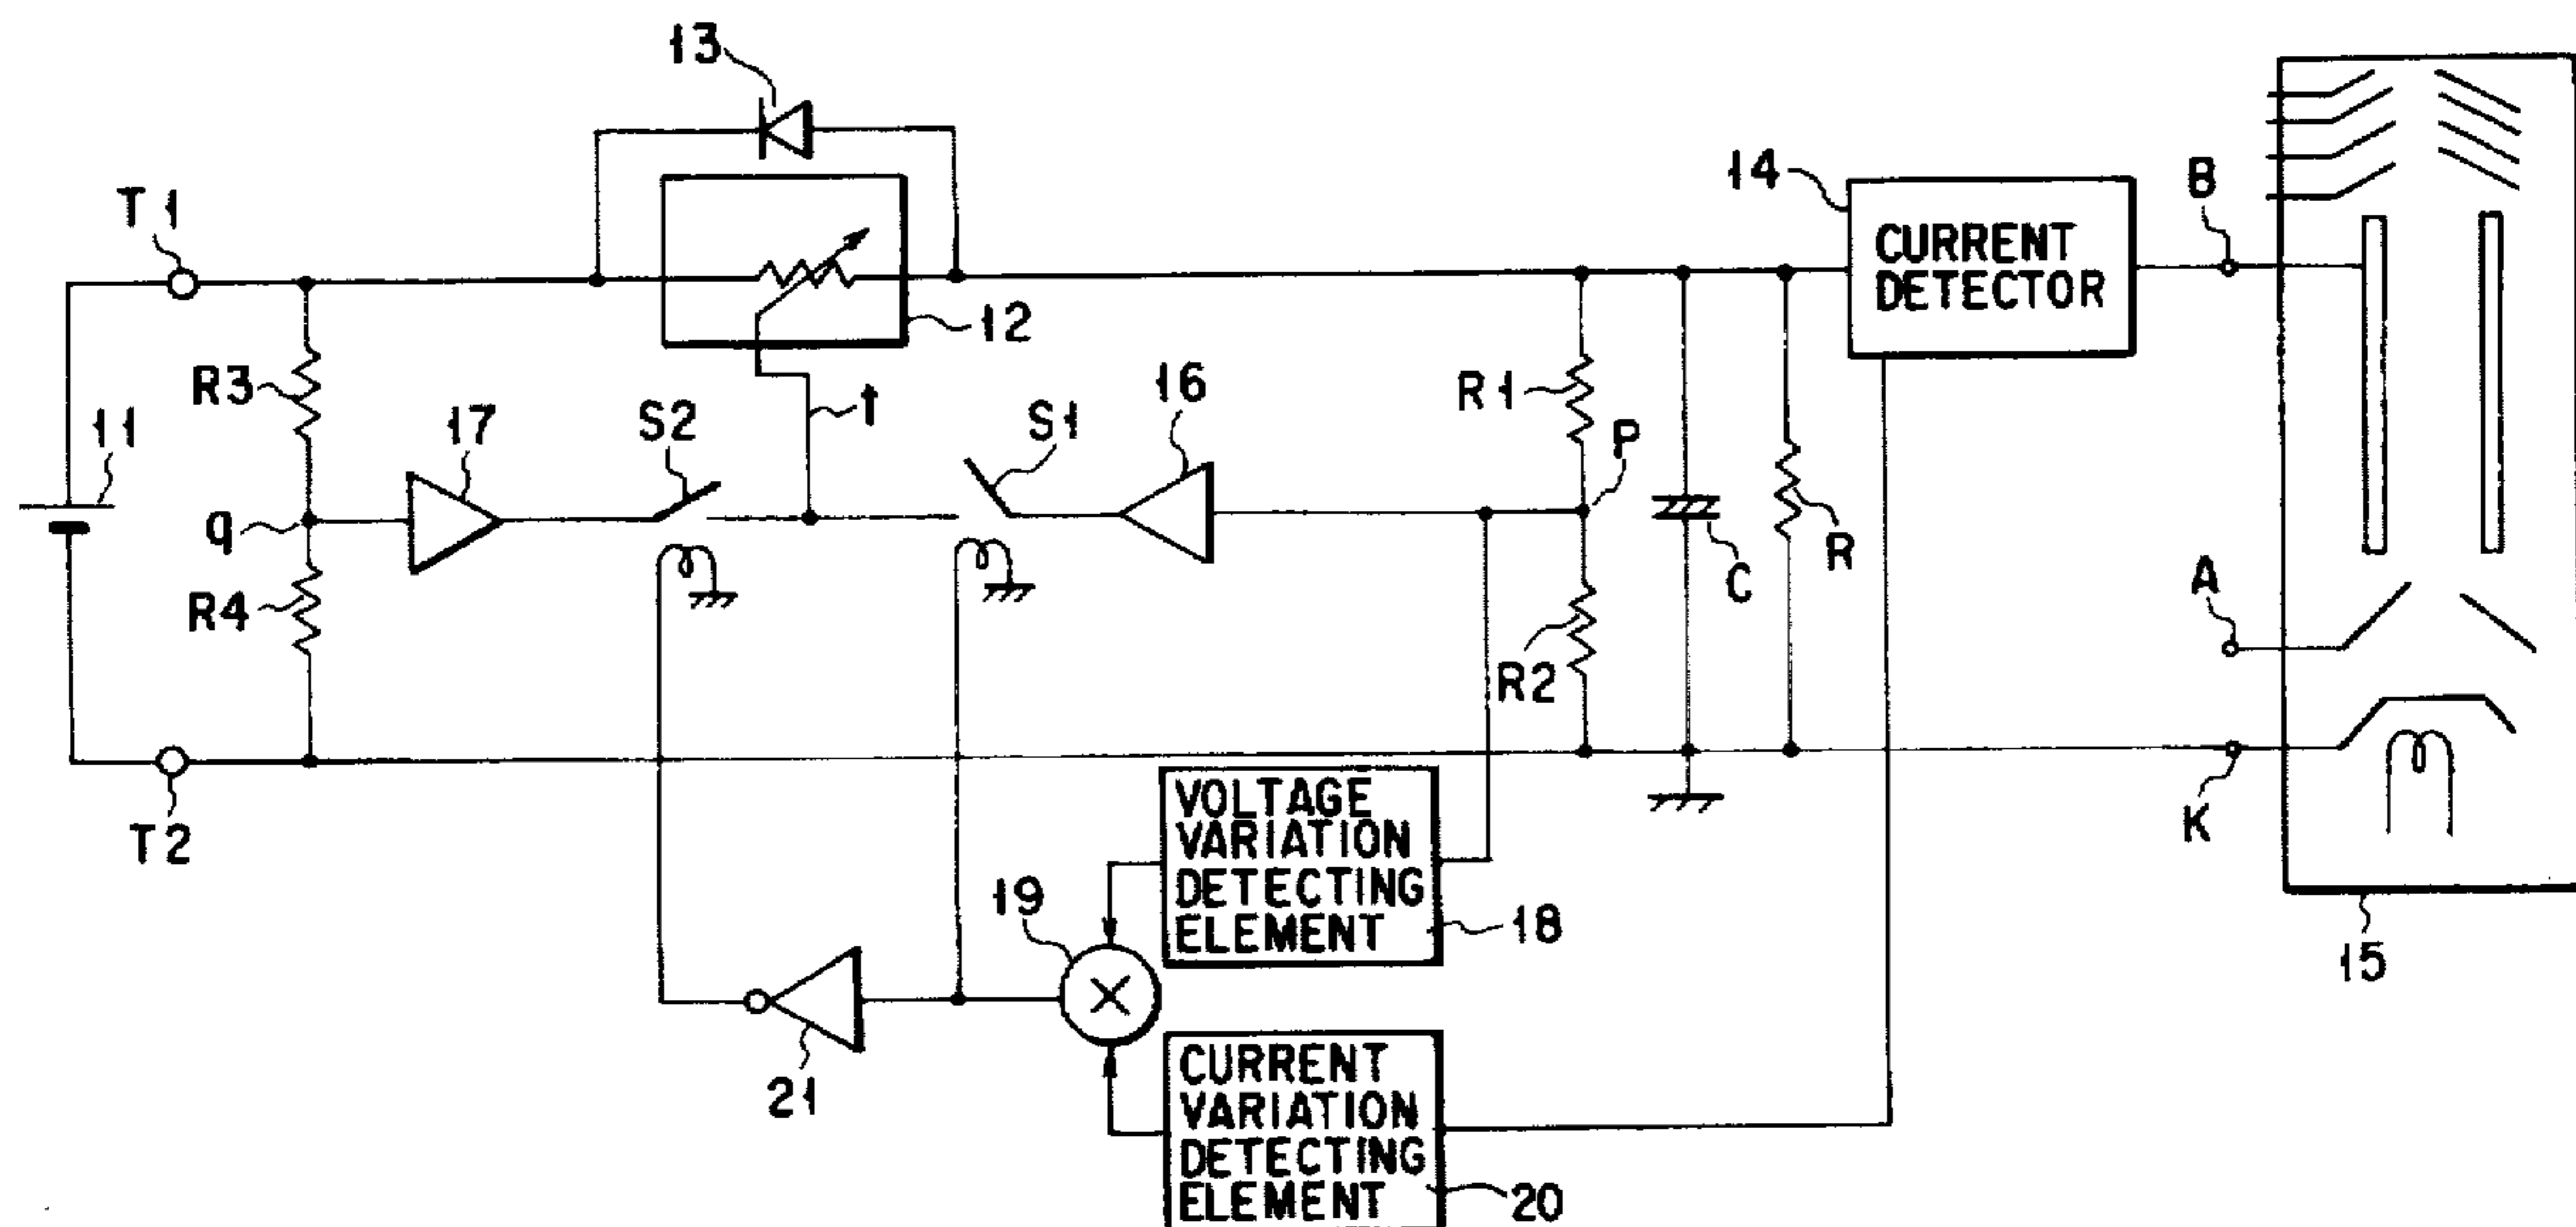 13
T1
14
B
CURRENT
DETECTOR
12
R3
17
S2
t
S1
16
R1
P
11
q
R4
C
R
A
R2
T2
K
VOLTAGE
VARIATION
DETECTING
ELEMENT
18
19
15
21
CURRENT
VARIATION
DETECTING
ELEMENT
20